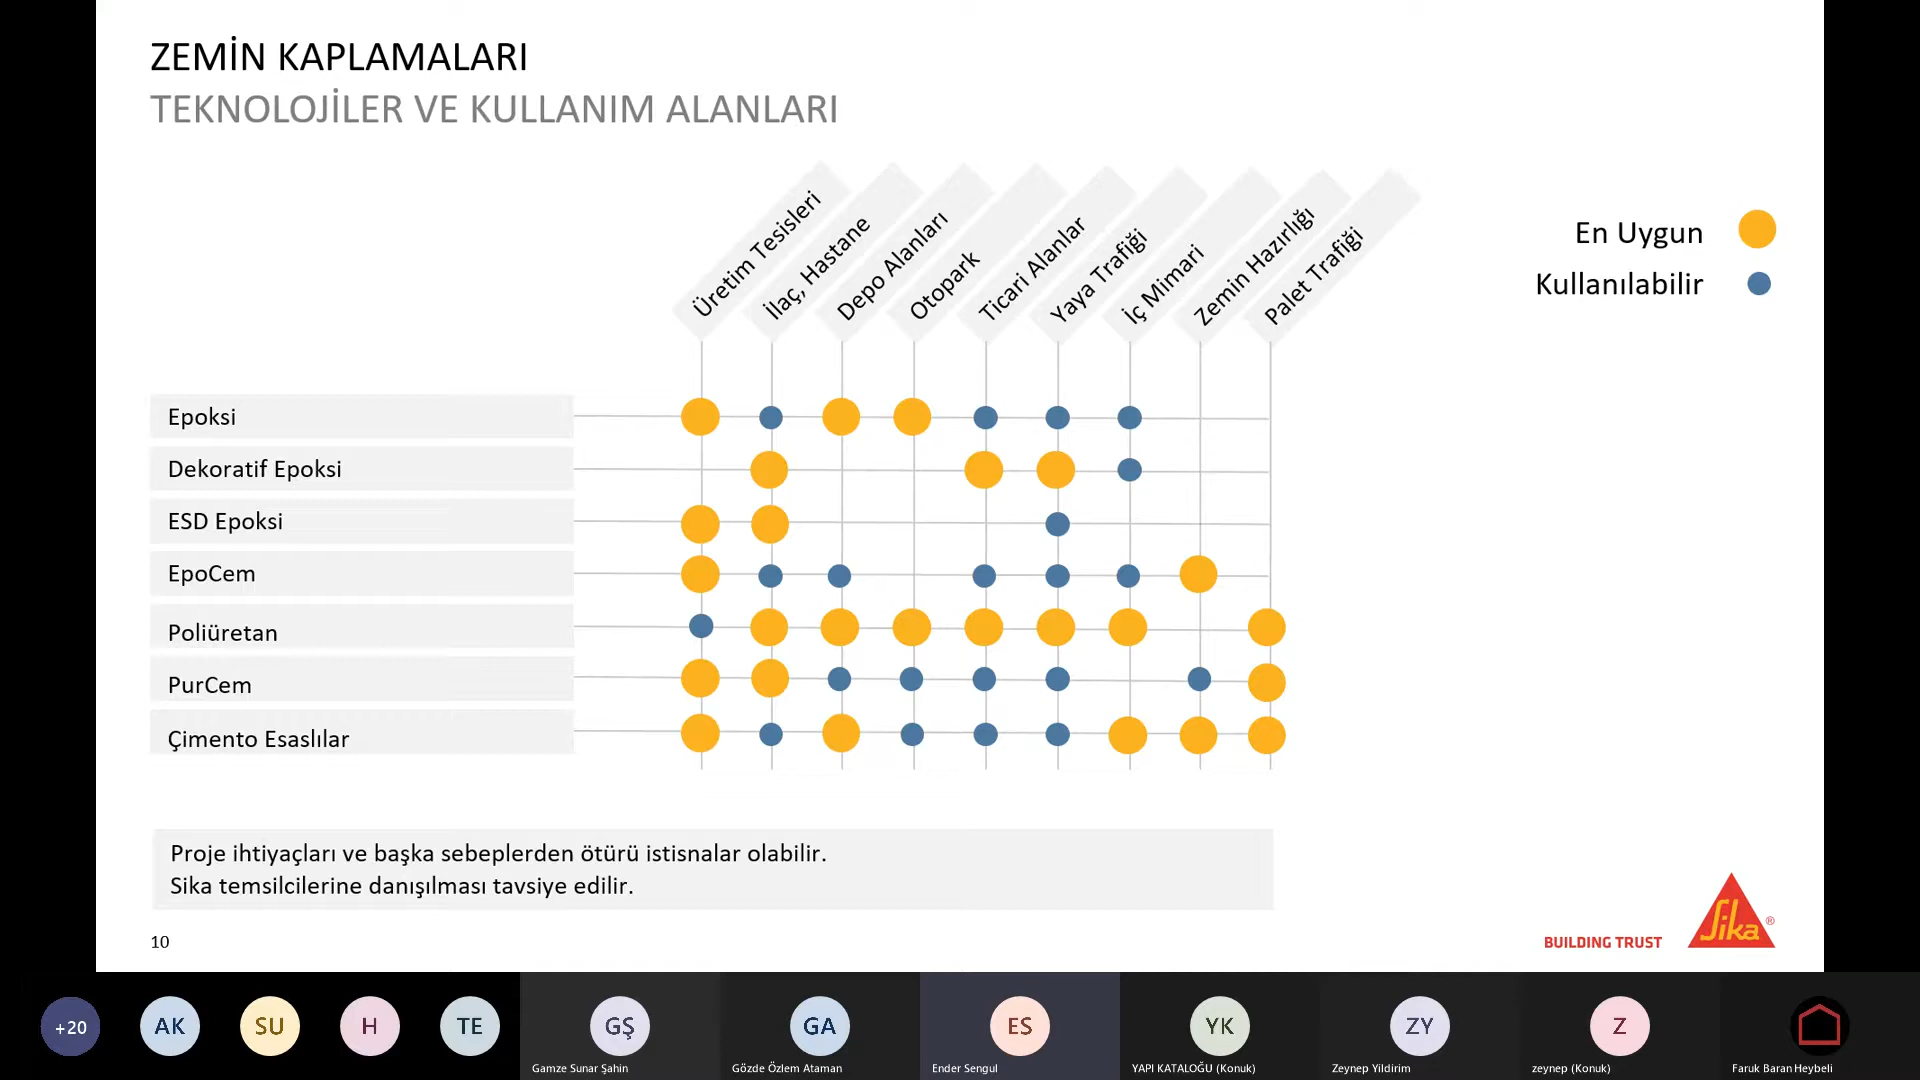 ZEMİN KAPLAMALARI
TEKNOLOJİLER VE KULLANIM ALANLARI
Üretim Tesisleri
İlaç, Hastane
Depo Alanları
Otopark
Ticari Alanlar
Yaya Trafiği
İç Mimari
Zemin Hazırlığı
Palet Trafiği
En Uygun
Kullanılabilir
Epoksi
Dekoratif Epoksi
ESD Epoksi
EpoCem
Poliüretan
PurCem
Çimento Esaslılar
Proje ihtiyaçları ve başka sebeplerden ötürü istisnalar olabilir.
Sika temsilcilerine danışılması tavsiye edilir.
10
BUILDING TRUST
Sika®
+20
AK
SU
H
TE
GŞ
GA
ES
YK
ZY
Z
Gamze Sunar Şahin
Gözde Özlem Ataman
Ender Sengul
YAPI KATALOĞU (Konuk)
Zeynep Yildirim
zeynep (Konuk)
Faruk Baran Heybeli